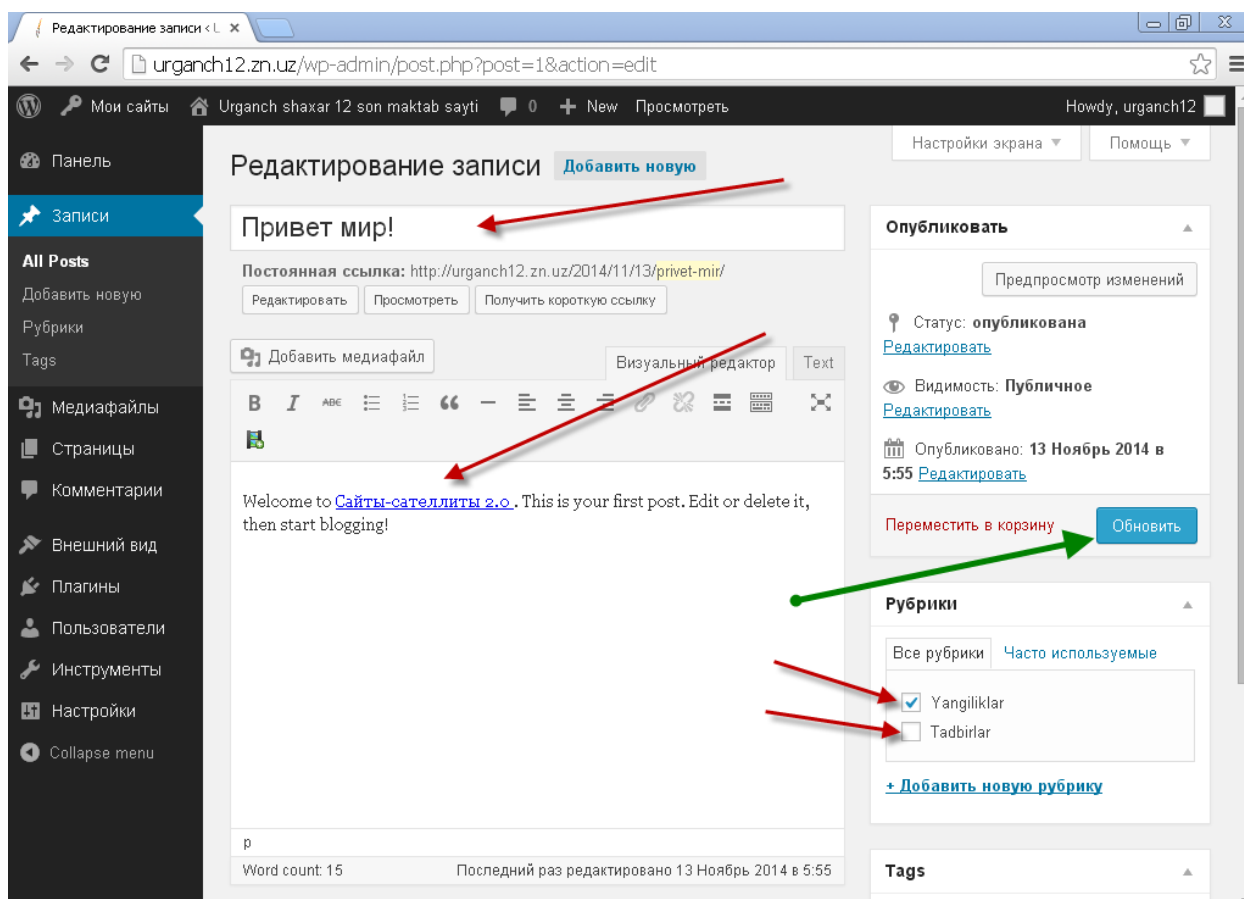 Редактирование записи < L
urganch12.zn.uz/wp-admin/post.php?post=1&action=edit
Мои сайты Urganch shaxar 12 son maktab sayti 0 + New Просмотреть Howdy, urganch12
Настройки экрана Помощь
Панель
Записи
All Posts
Добавить новую
Рубрики
Tags
Медиафайлы
Страницы
Комментарии
Внешний вид
Плагины
Пользователи
Инструменты
Настройки
Collapse menu
Редактирование записи Добавить новую
Привет мир!
Постоянная ссылка: http://urganch12.zn.uz/2014/11/13/privet-mir/
Редактировать Просмотреть Получить короткую ссылку
Добавить медиафайл Визуальный редактор Text
B I ABC
Welcome to Сайты-сателлиты 2.0 . This is your first post. Edit or delete it,
then start blogging!
p
Word count: 15 Последний раз редактировано 13 Ноябрь 2014 в 5:55
Опубликовать
Предпросмотр изменений
Статус: опубликована
Редактировать
Видимость: Публичное
Редактировать
Опубликовано: 13 Ноябрь 2014 в
5:55 Редактировать
Переместить в корзину Обновить
Рубрики
Все рубрики Часто используемые
Yangiliklar
Tadbirlar
+ Добавить новую рубрику
Tags